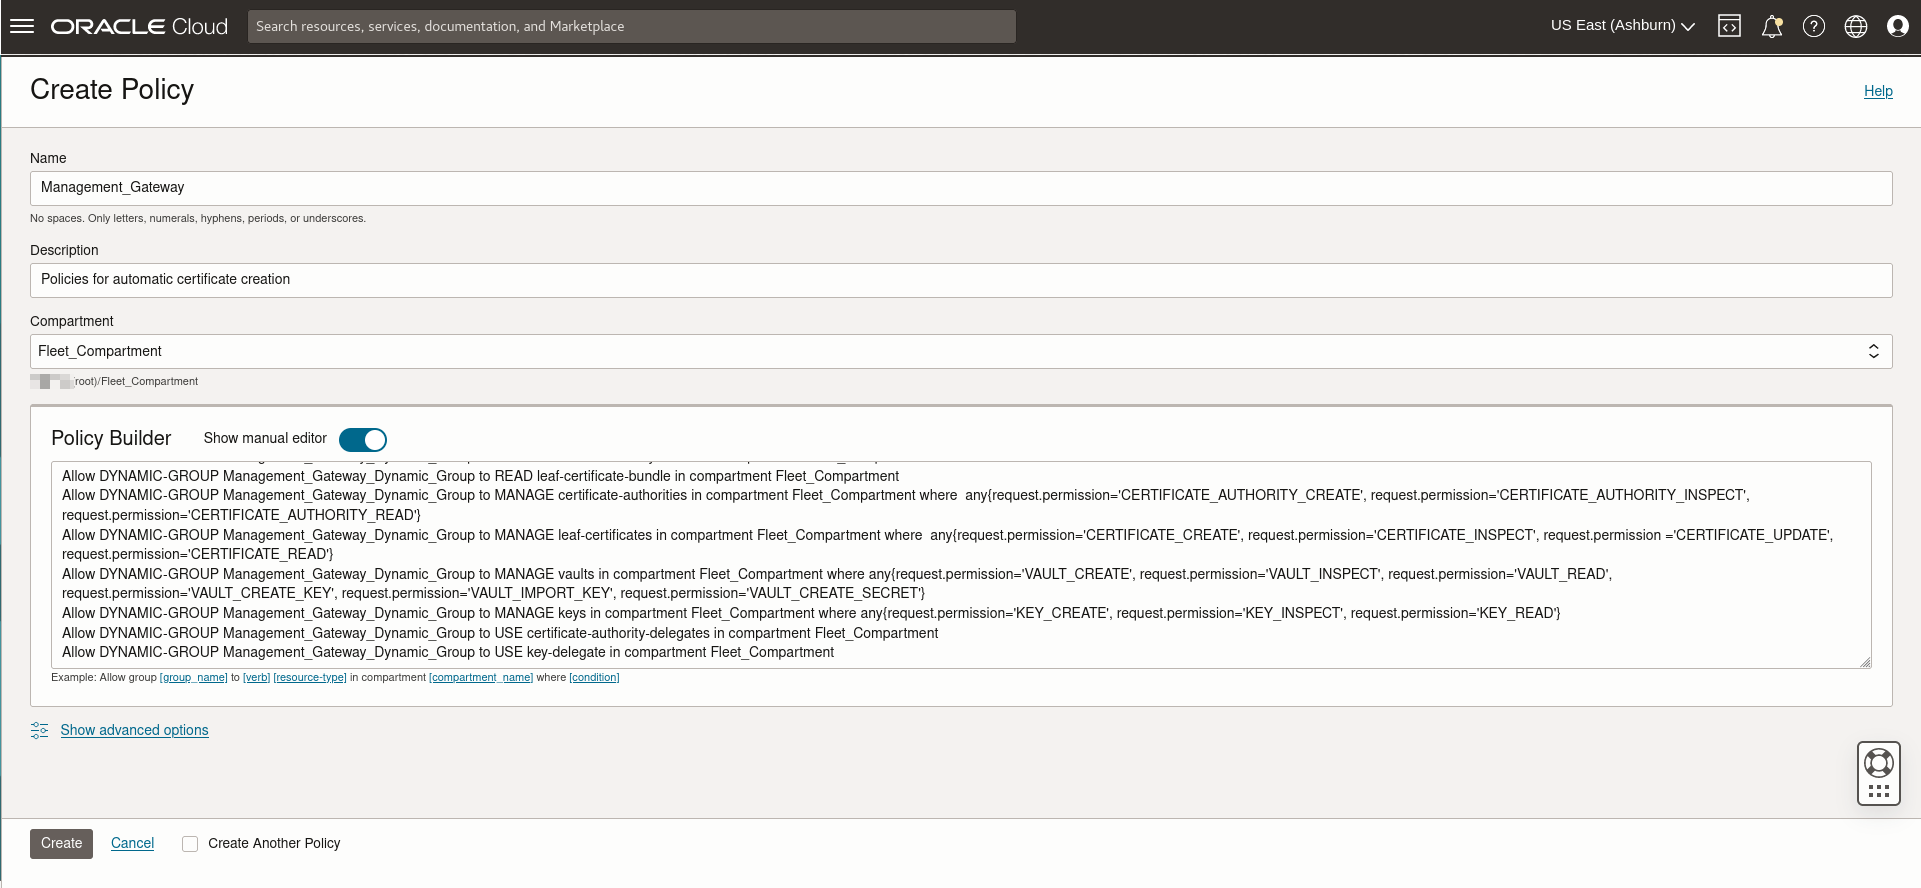 ORACLE Cloud
Search resources, services, documentation, and Marketplace
US East (Ashburn)
Create Policy
Help
Name
Management_Gateway
No spaces. Only letters, numerals, hyphens, periods, or underscores.
Description
Policies for automatic certificate creation
Compartment
Fleet_Compartment
root)/Fleet_Compartment
Policy Builder
Show manual editor
Allow DYNAMIC-GROUP Management_Gateway_Dynamic_Group to READ leaf-certificate-bundle in compartment Fleet_Compartment
Allow DYNAMIC-GROUP Management_Gateway_Dynamic_Group to MANAGE certificate-authorities in compartment Fleet_Compartment where  any{request.permission='CERTIFICATE_AUTHORITY_CREATE', request.permission='CERTIFICATE_AUTHORITY_INSPECT',
request.permission='CERTIFICATE_AUTHORITY_READ'}
Allow DYNAMIC-GROUP Management_Gateway_Dynamic_Group to MANAGE leaf-certificates in compartment Fleet_Compartment where  any{request.permission='CERTIFICATE_CREATE', request.permission='CERTIFICATE_INSPECT', request.permission ='CERTIFICATE_UPDATE',
request.permission='CERTIFICATE_READ'}
Allow DYNAMIC-GROUP Management_Gateway_Dynamic_Group to MANAGE vaults in compartment Fleet_Compartment where any{request.permission='VAULT_CREATE', request.permission='VAULT_INSPECT', request.permission='VAULT_READ',
request.permission='VAULT_CREATE_KEY', request.permission='VAULT_IMPORT_KEY', request.permission='VAULT_CREATE_SECRET'}
Allow DYNAMIC-GROUP Management_Gateway_Dynamic_Group to MANAGE keys in compartment Fleet_Compartment where any{request.permission='KEY_CREATE', request.permission='KEY_INSPECT', request.permission='KEY_READ'}
Allow DYNAMIC-GROUP Management_Gateway_Dynamic_Group to USE certificate-authority-delegates in compartment Fleet_Compartment
Allow DYNAMIC-GROUP Management_Gateway_Dynamic_Group to USE key-delegate in compartment Fleet_Compartment
Example: Allow group [group_name] to [verb] [resource-type] in compartment [compartment_name] where [condition]
Show advanced options
Create
Cancel
Create Another Policy